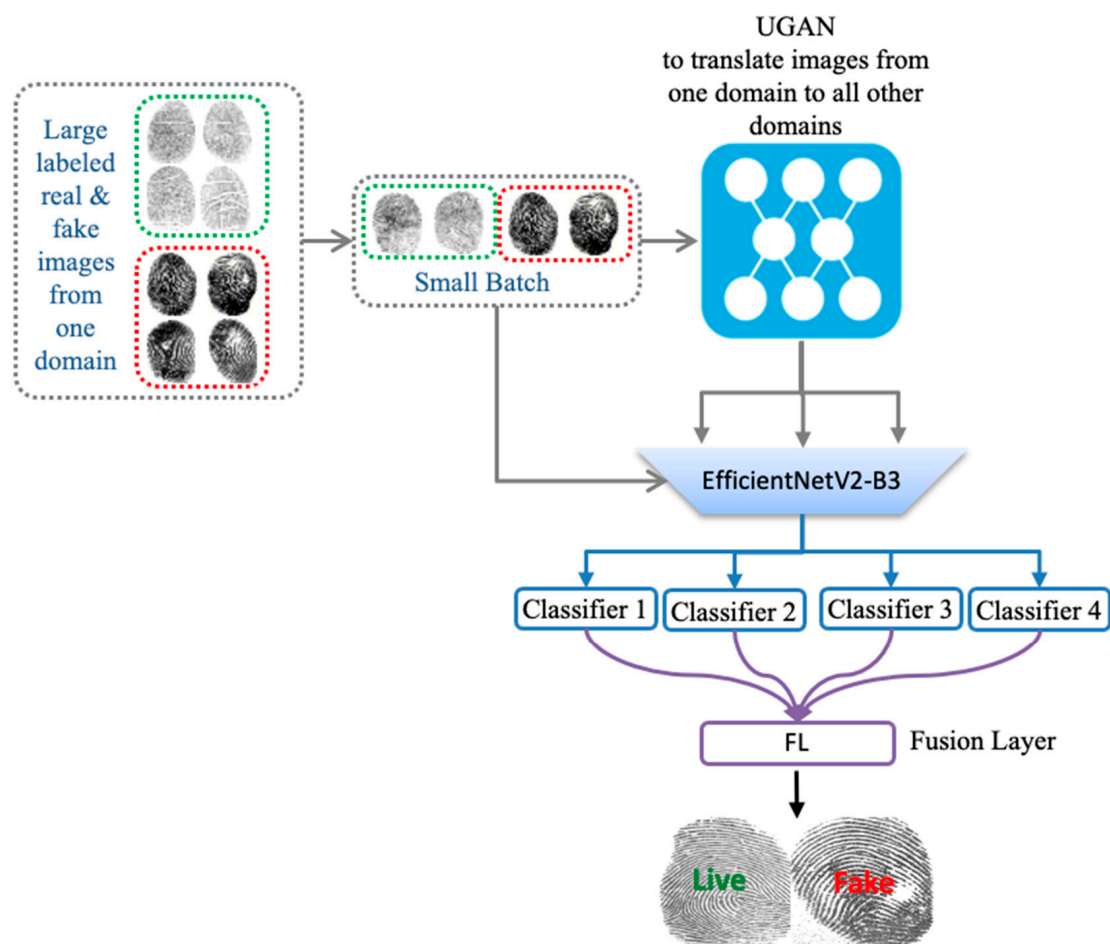 UGAN
to translate images from
one domain to all other
domains
Large
labeled
real &
fake
images
from
one
domain
Small Batch
EfficientNetV2-B3
Classifier 1
Classifier 2
Classifier 3
Classifier 4
FL
Fusion Layer
Live
Fake